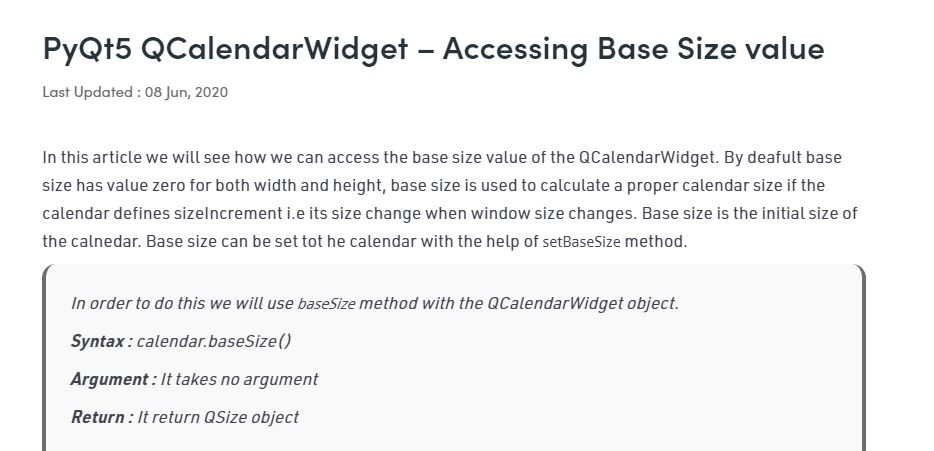 PyQt5 QCalendarWidget – Accessing Base Size value
Last Updated : 08 Jun, 2020
In this article we will see how we can access the base size value of the QCalendarWidget. By deafult base
size has value zero for both width and height, base size is used to calculate a proper calendar size if the
calendar defines sizeIncrement i.e its size change when window size changes. Base size is the initial size of
the calnedar. Base size can be set tot he calendar with the help of setBaseSize method.
In order to do this we will use baseSize method with the QCalendarWidget object.
Syntax : calendar.baseSize()
Argument : It takes no argument
Return : It return QSize object